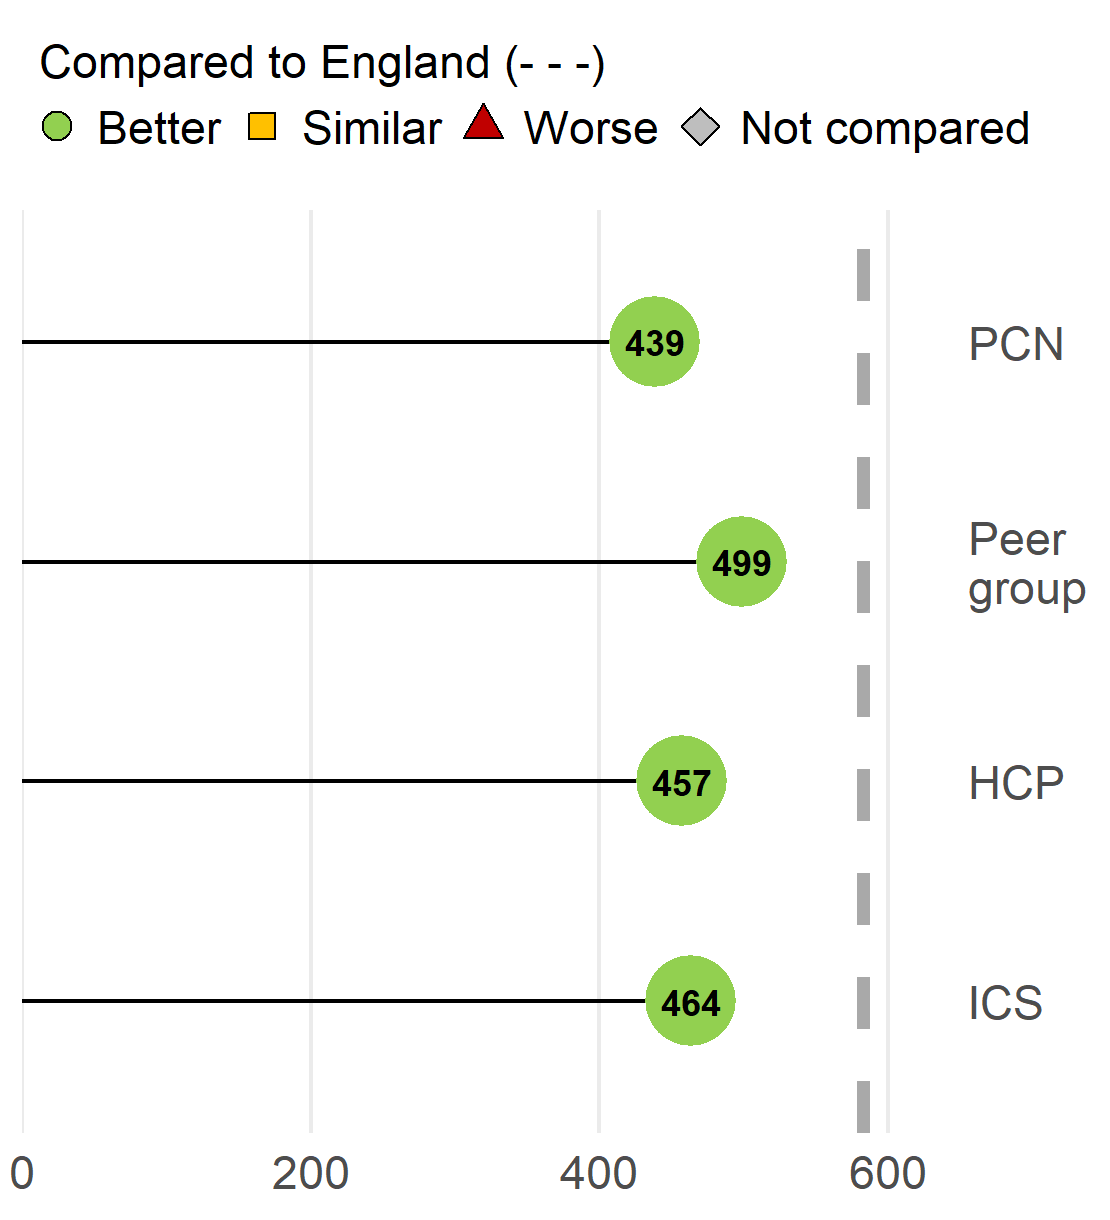 Compared to England (- - -)
Better Similar Worse Not compared
439 PCN
499 Peer
group
457 HCP
464 ICS
0 200 400 600